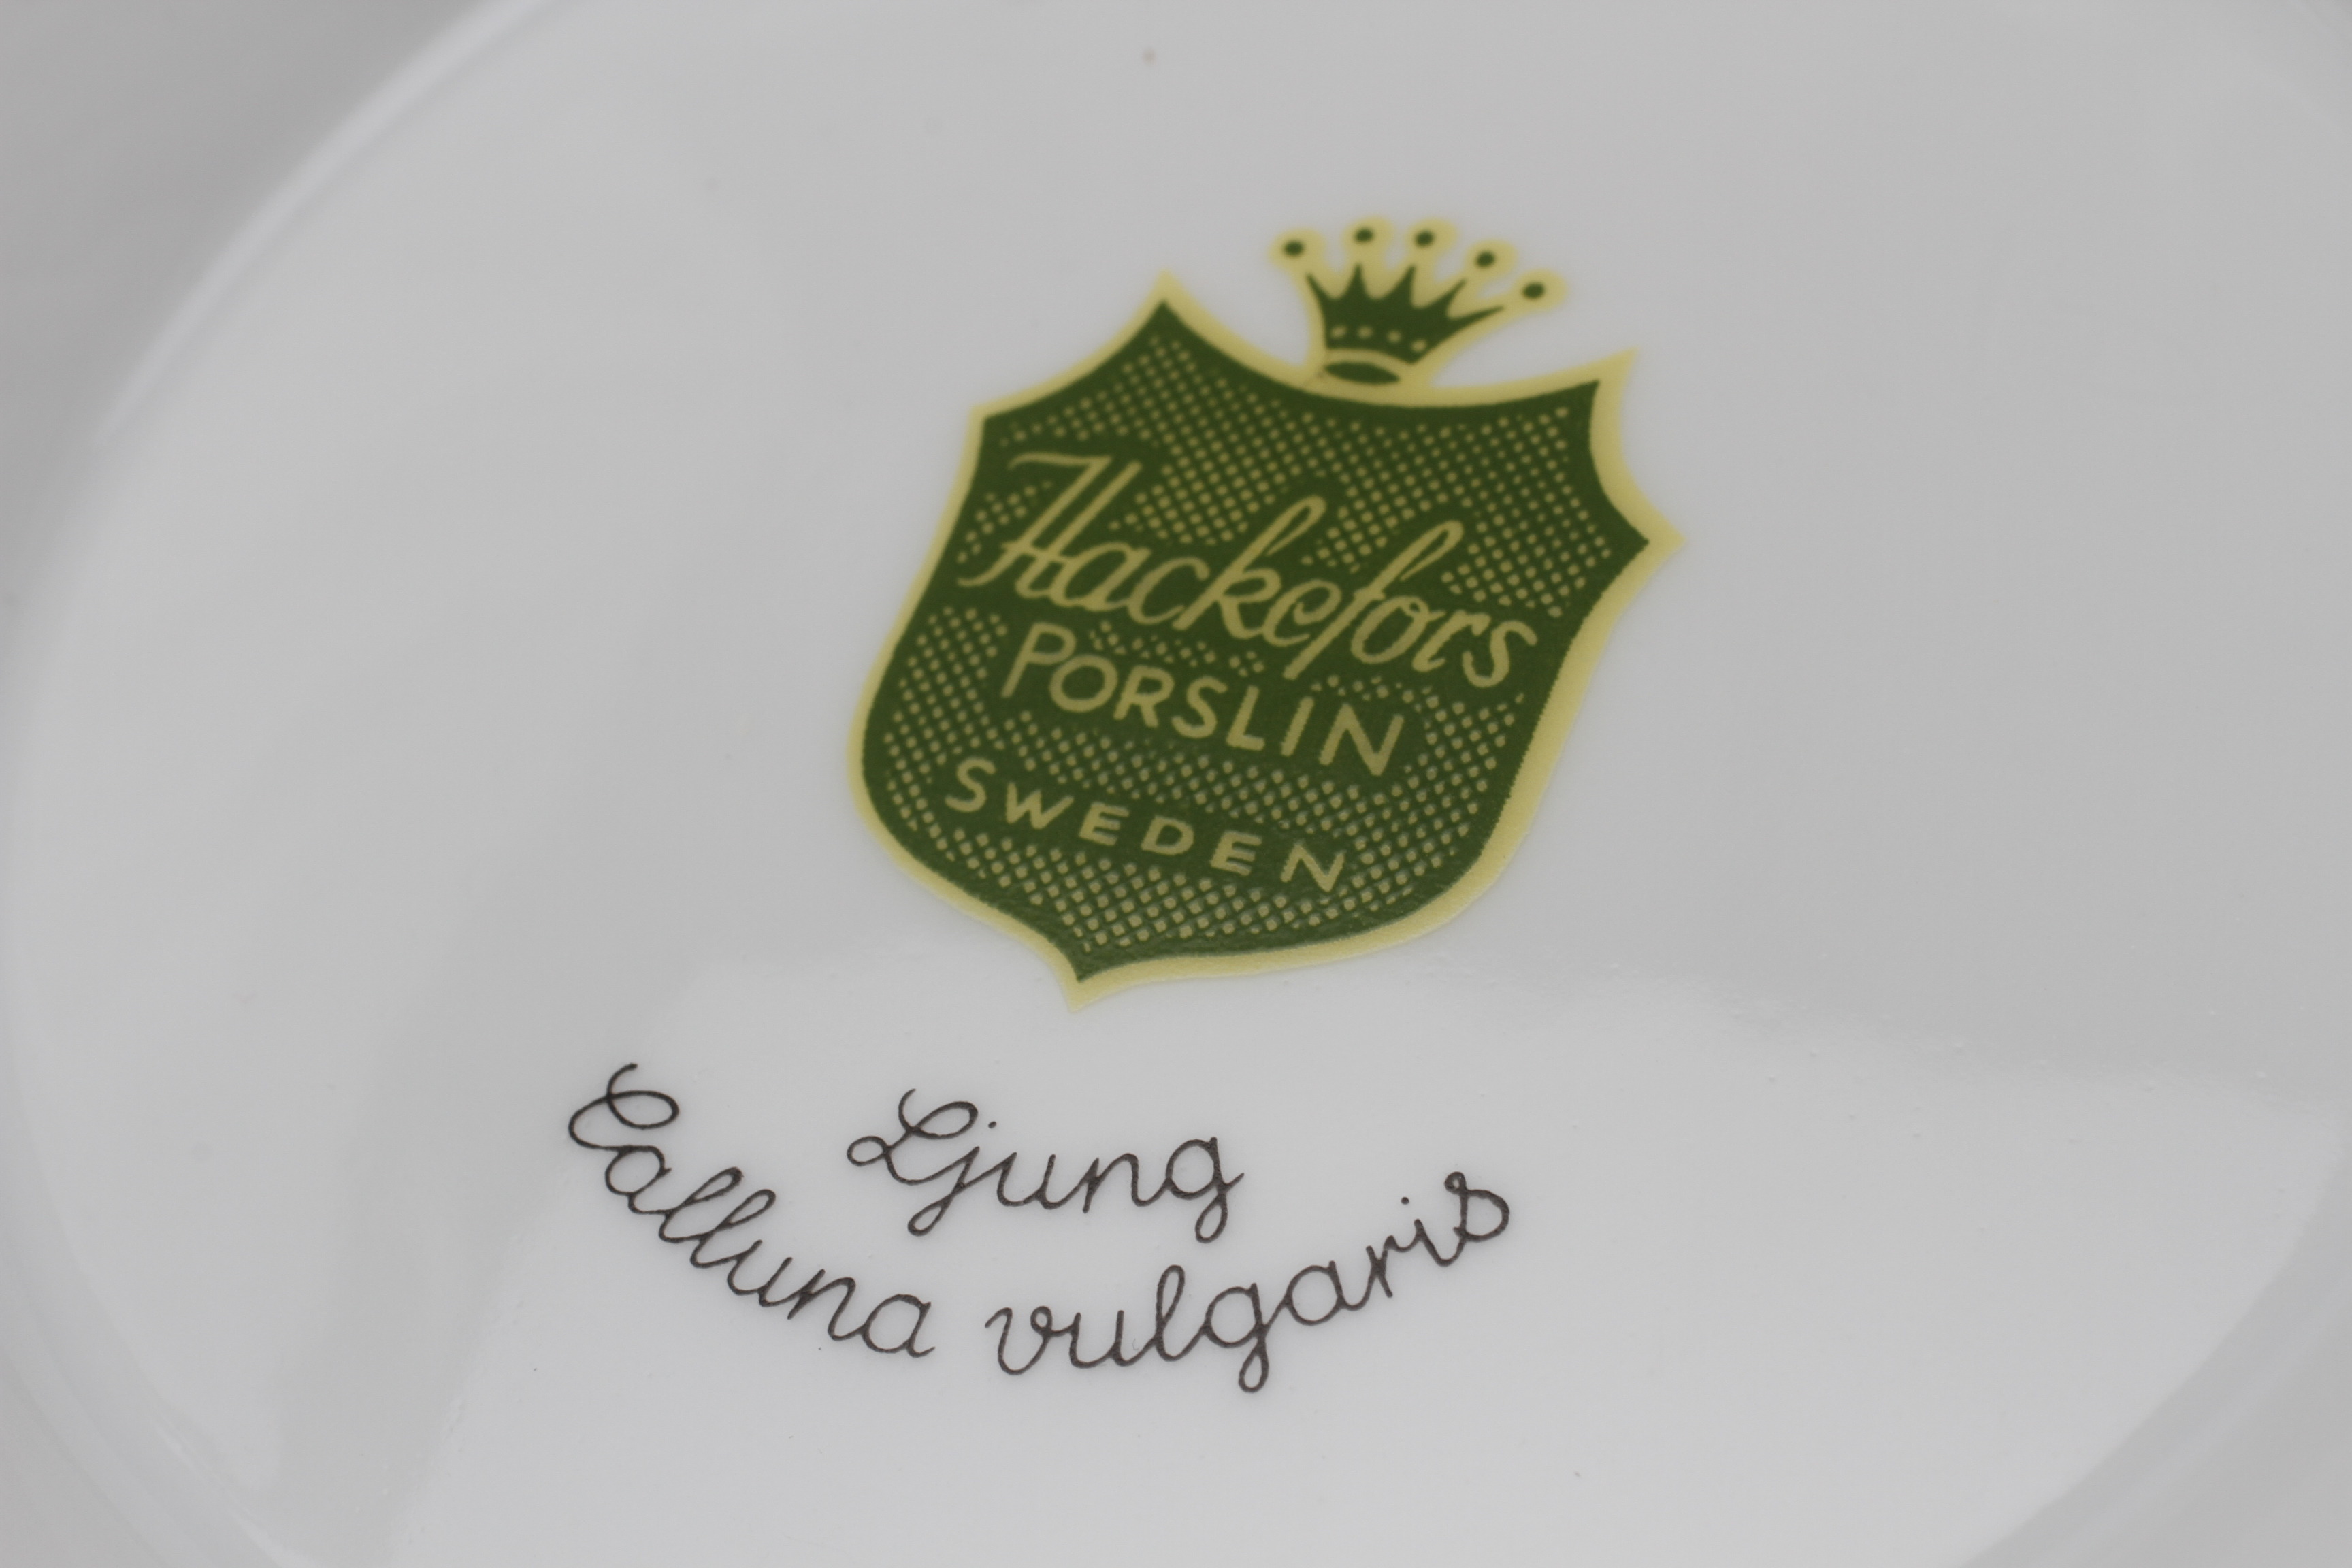 Hackefors
PORSLIN
SWEDEN
Ljung
Calluna vulgaris